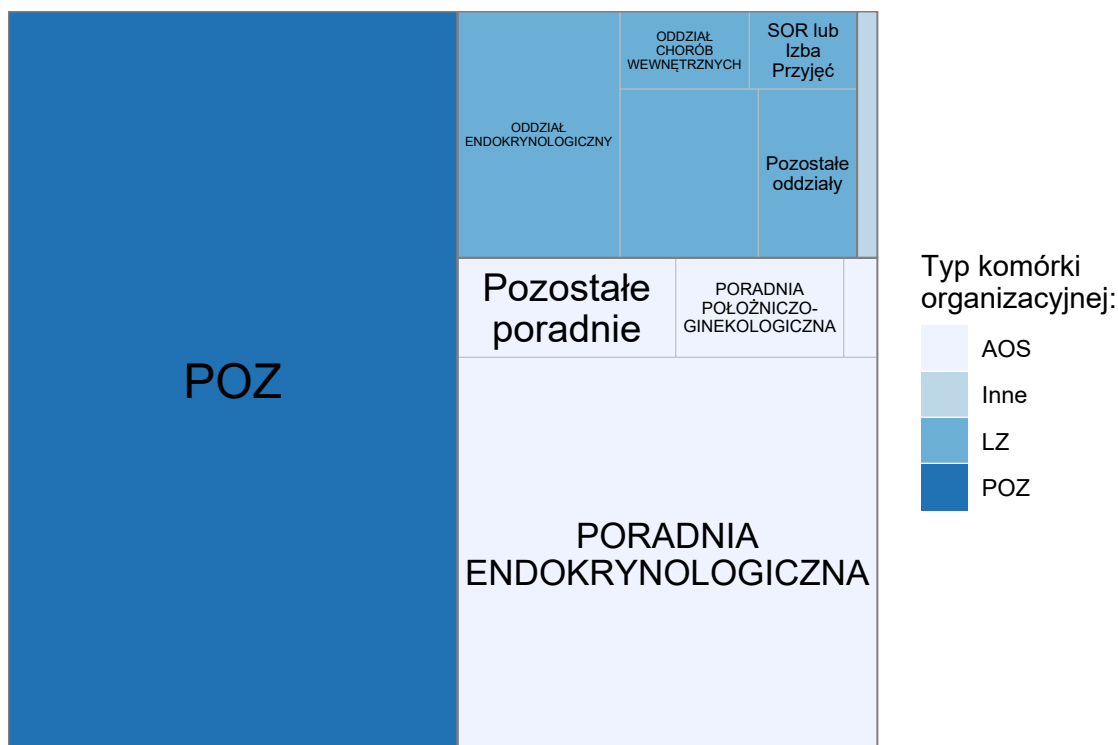 POZ
ODDZIAŁ
ENDOKRYNOLOGICZNY
ODDZIAŁ
CHORÓB
WEWNĘTRZNYCH
SOR lub
Izba
Przyjęć
Pozostałe
oddziały
Pozostałe
poradnie
PORADNIA
POŁOŻNICZO-
GINEKOLOGICZNA
PORADNIA
ENDOKRYNOLOGICZNA
Typ komórki
organizacyjnej:
AOS
Inne
LZ
POZ